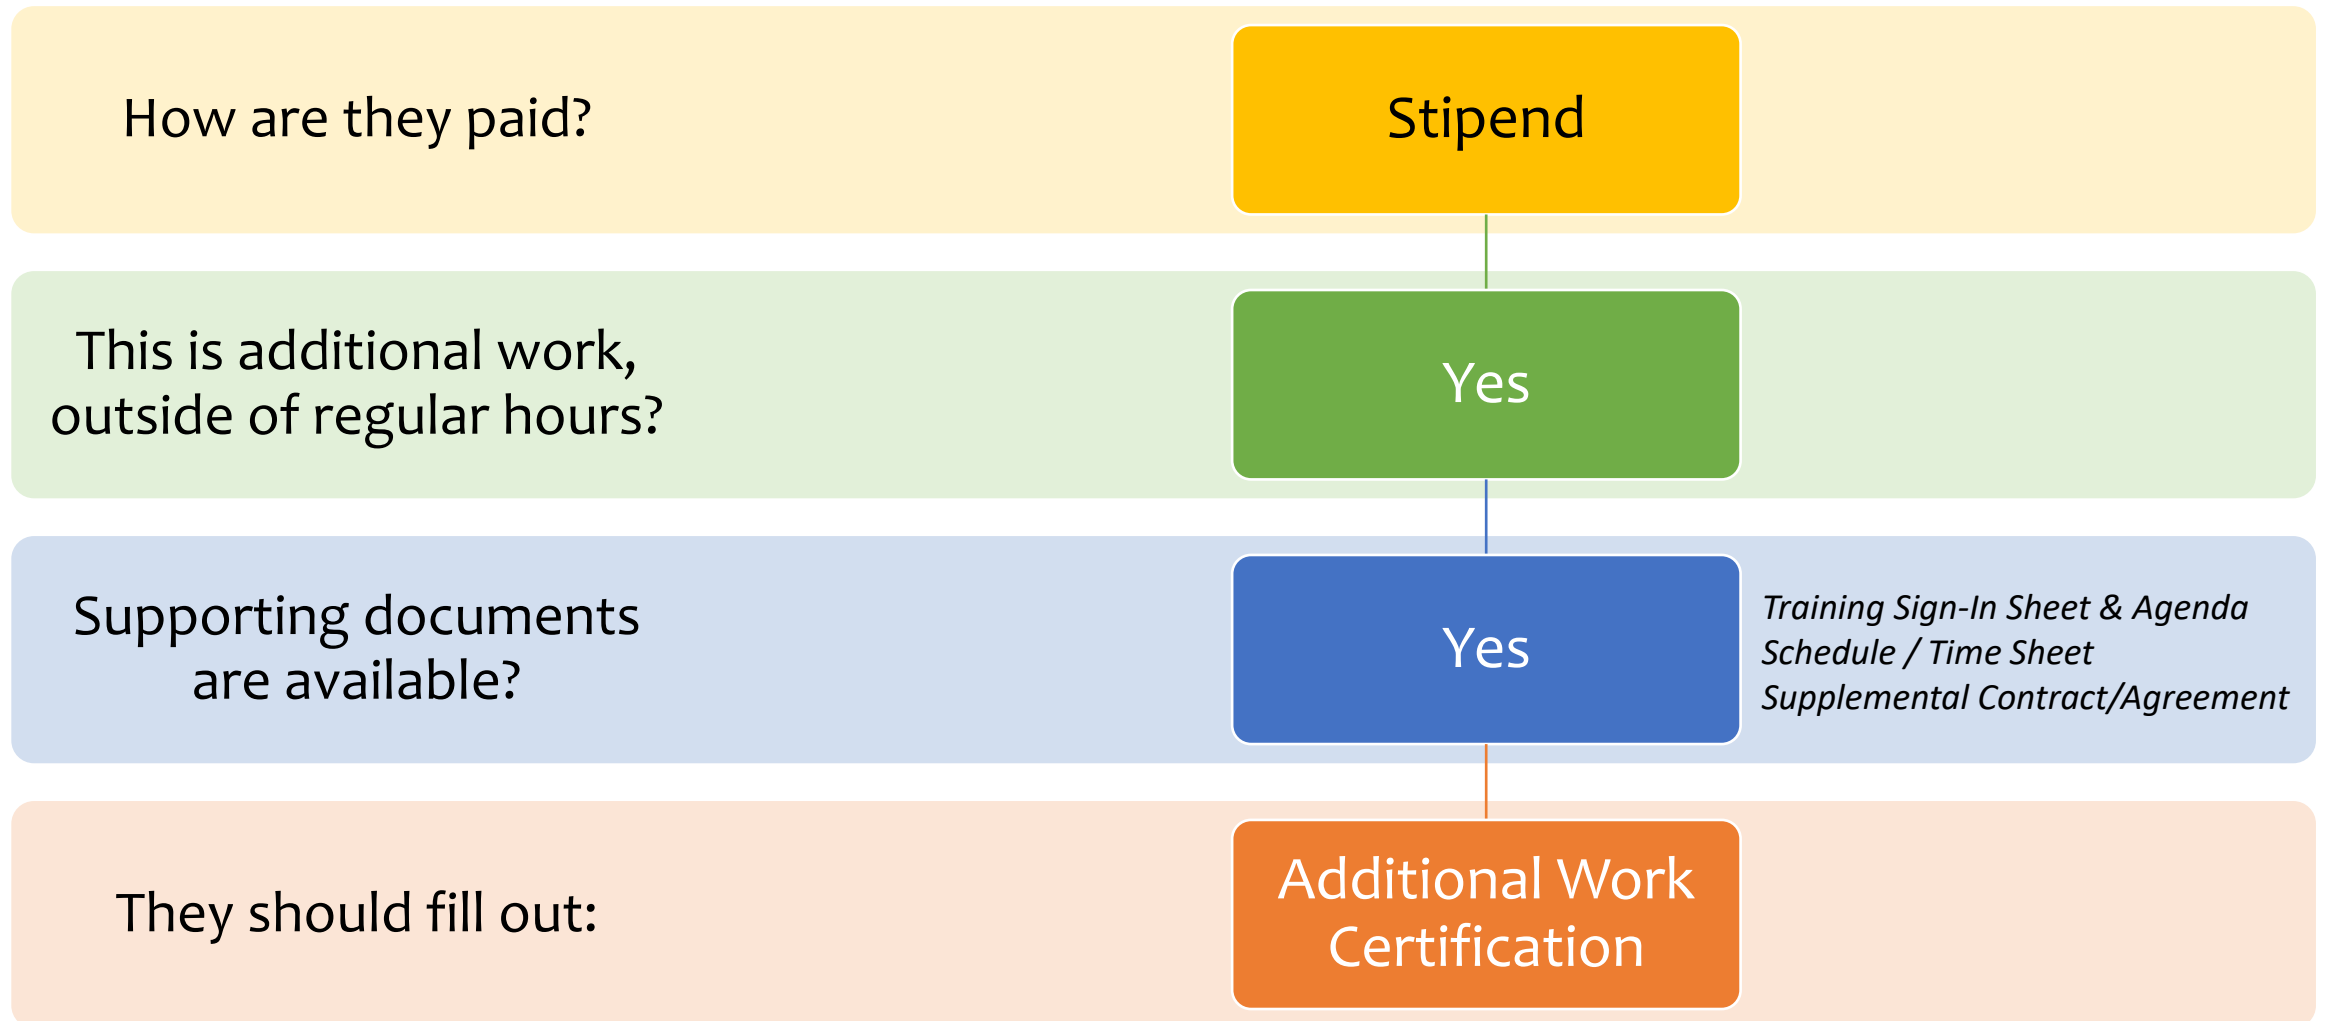 How are they paid?
Stipend
This is additional work,
outside of regular hours?
Yes
Supporting documents
are available?
Yes
Training Sign-In Sheet & Agenda
Schedule / Time Sheet
Supplemental Contract/Agreement
They should fill out:
Additional Work
Certification